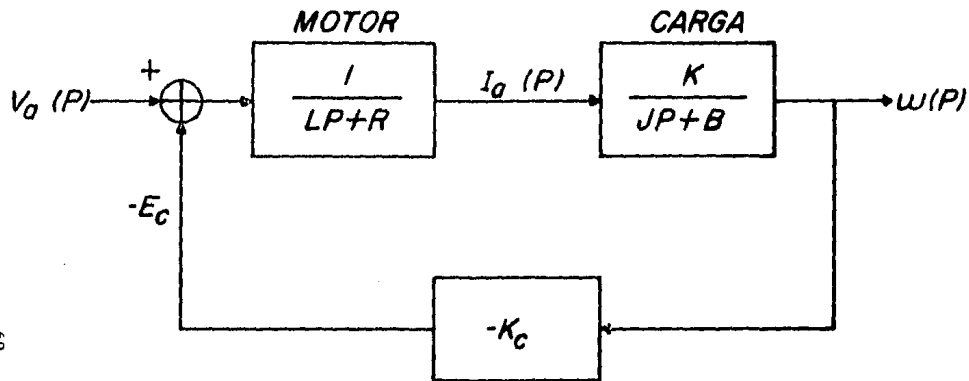 MOTOR
CARGA
+
Va (P)
1
LP+R
Ia (P)
K
JP+B
ω(P)
-Ec
-Kc